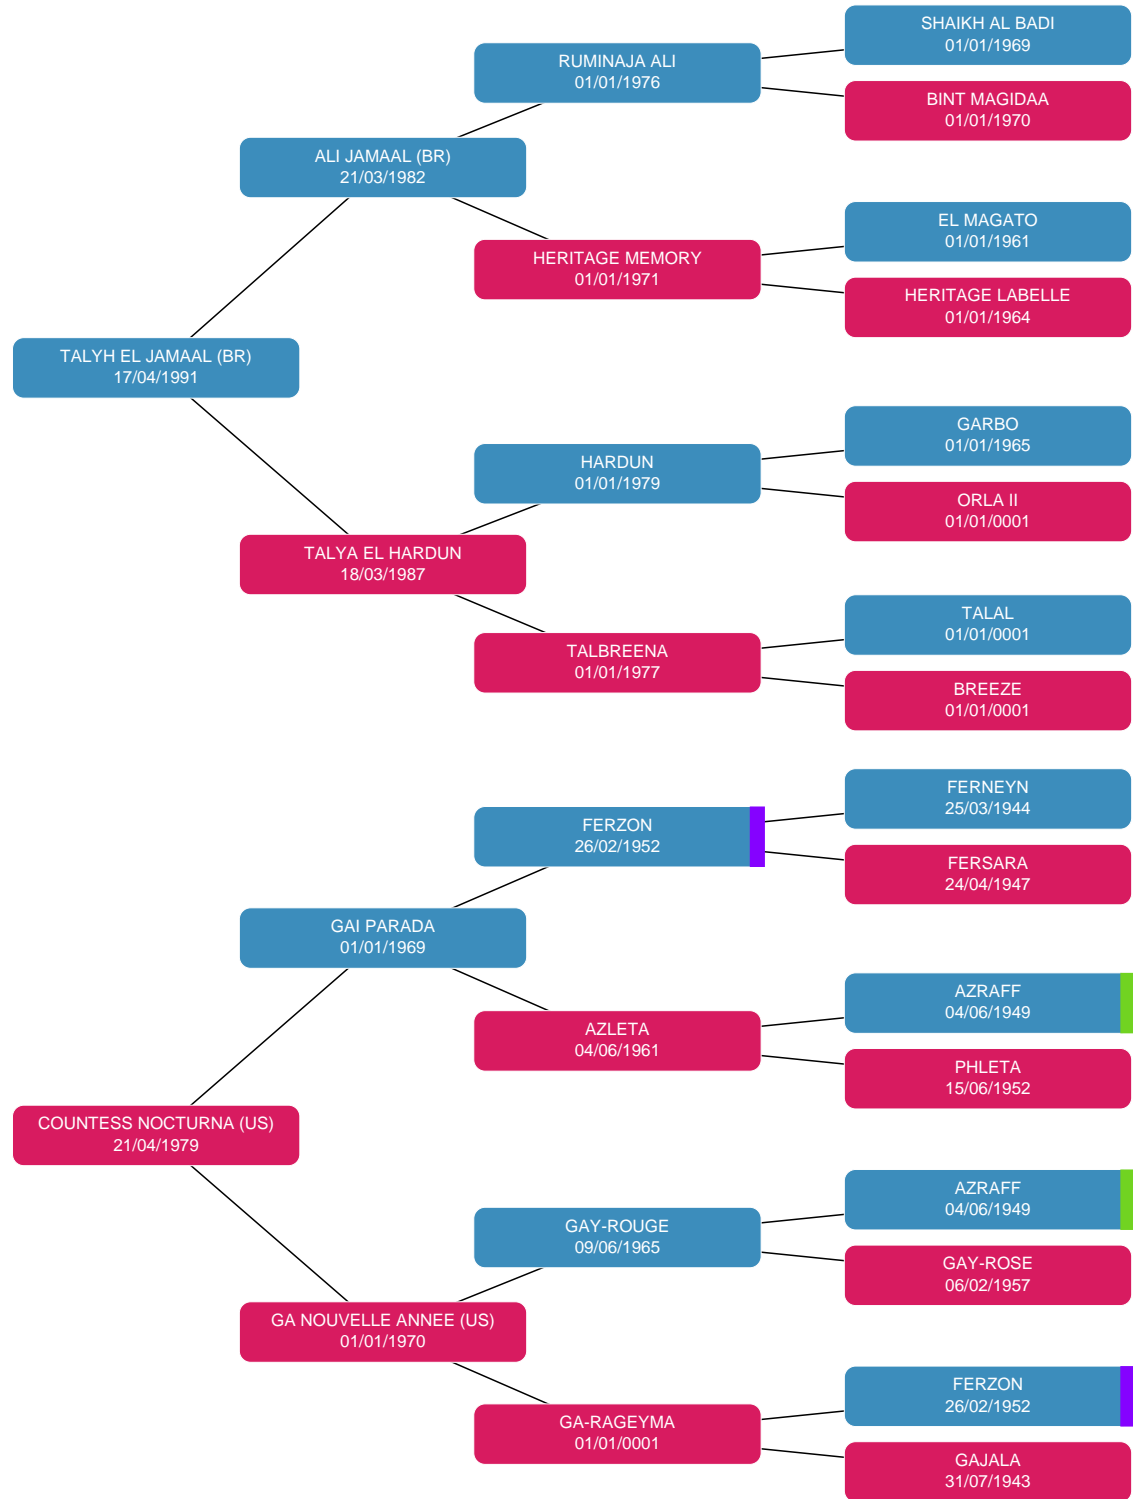 SHAIKH AL BADI
01/01/1969
RUMINAJA ALI
01/01/1976
BINT MAGIDAA
01/01/1970
ALI JAMAAL (BR)
21/03/1982
EL MAGATO
01/01/1961
HERITAGE MEMORY
01/01/1971
HERITAGE LABELLE
01/01/1964
TALYH EL JAMAAL (BR)
17/04/1991
GARBO
01/01/1965
HARDUN
01/01/1979
ORLA II
01/01/0001
TALYA EL HARDUN
18/03/1987
TALAL
01/01/0001
TALBREENA
01/01/1977
BREEZE
01/01/0001
FERNEYN
25/03/1944
FERZON
26/02/1952
FERSARA
24/04/1947
GAI PARADA
01/01/1969
AZRAFF
04/06/1949
AZLETA
04/06/1961
PHLETA
15/06/1952
COUNTESS NOCTURNA (US)
21/04/1979
AZRAFF
04/06/1949
GAY-ROUGE
09/06/1965
GAY-ROSE
06/02/1957
GA NOUVELLE ANNEE (US)
01/01/1970
FERZON
26/02/1952
GA-RAGEYMA
01/01/0001
GAJALA
31/07/1943